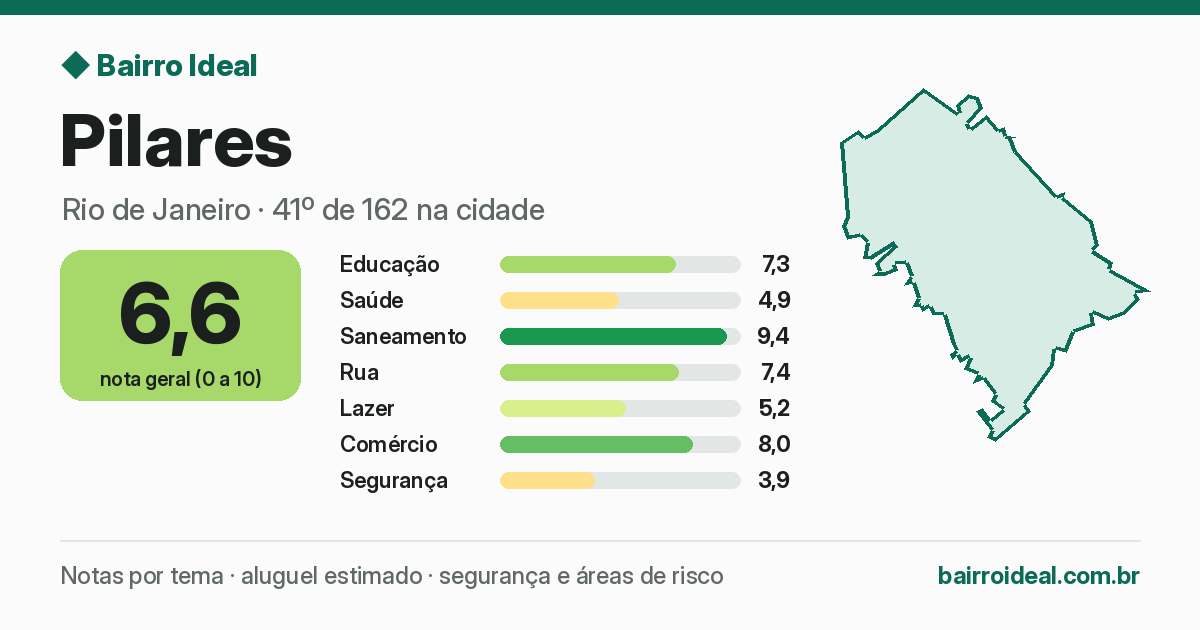 Bairro Ideal
Pilares
Rio de Janeiro · 41º de 162 na cidade
6,6
nota geral (0 a 10)
Educação 7,3
Saúde 4,9
Saneamento 9,4
Rua 7,4
Lazer 5,2
Comércio 8,0
Segurança 3,9
Notas por tema · aluguel estimado · segurança e áreas de risco
bairroideal.com.br